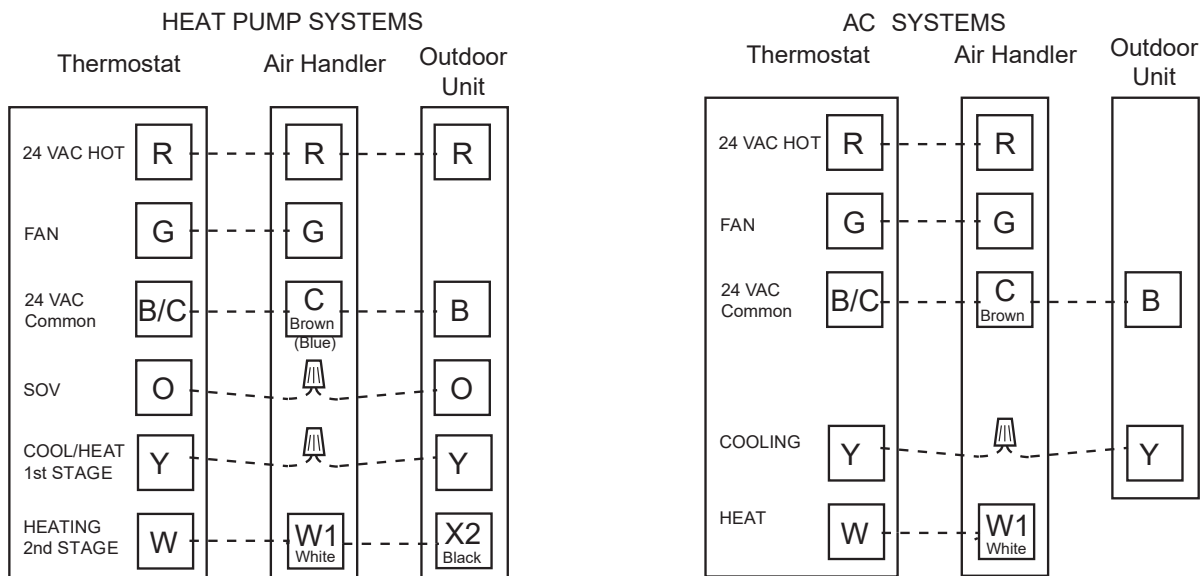 HEAT PUMP SYSTEMS
Thermostat Air Handler Outdoor
Unit
24 VAC HOT R R R
FAN G G
24 VAC
Common B/C C B
Brown
(Blue)
SOV O O
COOL/HEAT
1st STAGE Y Y
HEATING
2nd STAGE W W1 X2
White Black
AC SYSTEMS
Thermostat Air Handler Outdoor
Unit
24 VAC HOT R R
FAN G G
24 VAC
Common B/C C B
Brown
COOLING Y Y
HEAT W W1
White